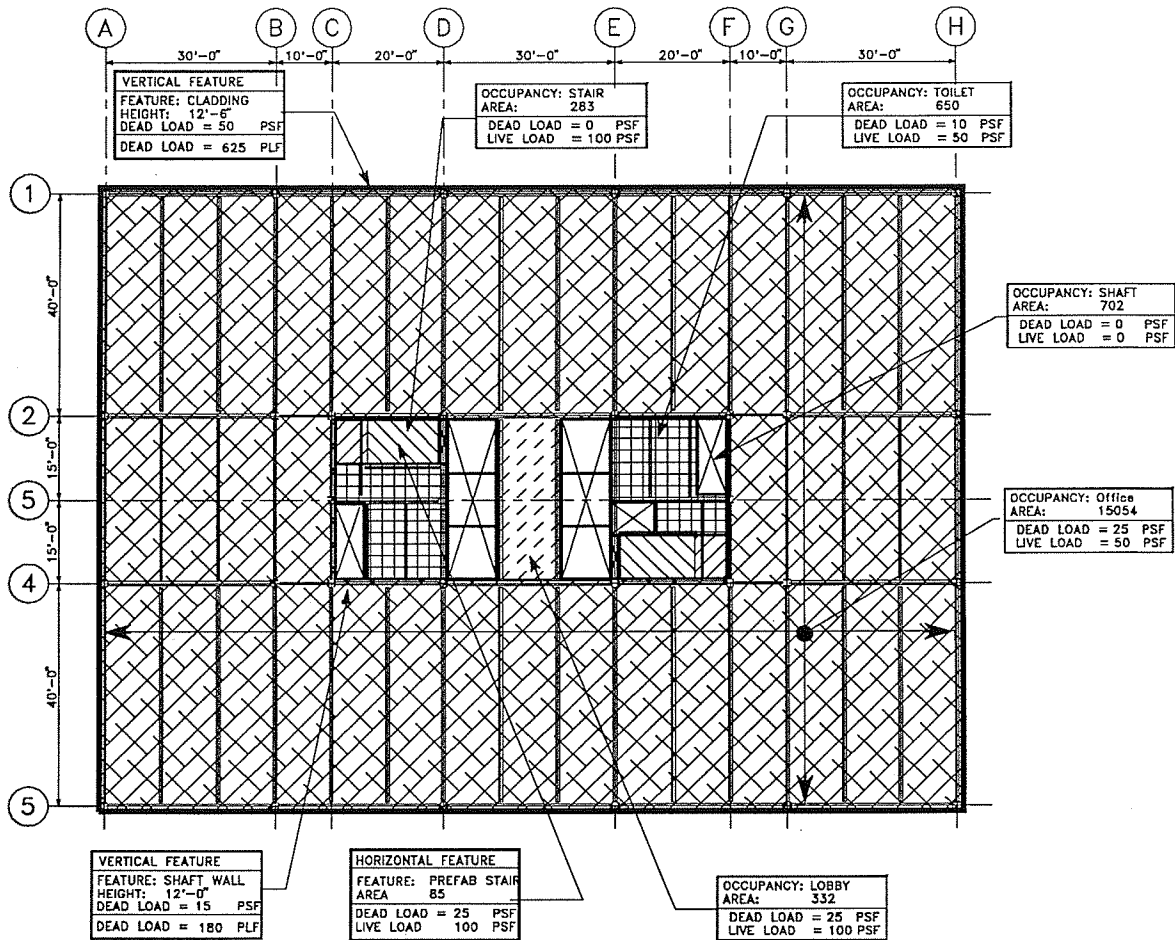 A B C D E F G H
30'-0" 10'-0" 20'-0" 30'-0" 20'-0" 10'-0" 30'-0"
VERTICAL FEATURE
FEATURE: CLADDING
HEIGHT: 12'-6"
DEAD LOAD = 50 PSF
DEAD LOAD = 625 PLF
OCCUPANCY: STAIR
AREA: 283
DEAD LOAD = 0 PSF
LIVE LOAD = 100 PSF
OCCUPANCY: TOILET
AREA: 650
DEAD LOAD = 10 PSF
LIVE LOAD = 50 PSF
1
40'-0"
OCCUPANCY: SHAFT
AREA: 702
DEAD LOAD = 0 PSF
LIVE LOAD = 0 PSF
2
15'-0"
5
15'-0"
OCCUPANCY: Office
AREA: 15054
DEAD LOAD = 25 PSF
LIVE LOAD = 50 PSF
4
40'-0"
5
VERTICAL FEATURE
FEATURE: SHAFT WALL
HEIGHT: 12'-0"
DEAD LOAD = 15 PSF
DEAD LOAD = 180 PLF
HORIZONTAL FEATURE
FEATURE: PREFAB STAIR
AREA 85
DEAD LOAD = 25 PSF
LIVE LOAD 100 PSF
OCCUPANCY: LOBBY
AREA: 332
DEAD LOAD = 25 PSF
LIVE LOAD = 100 PSF